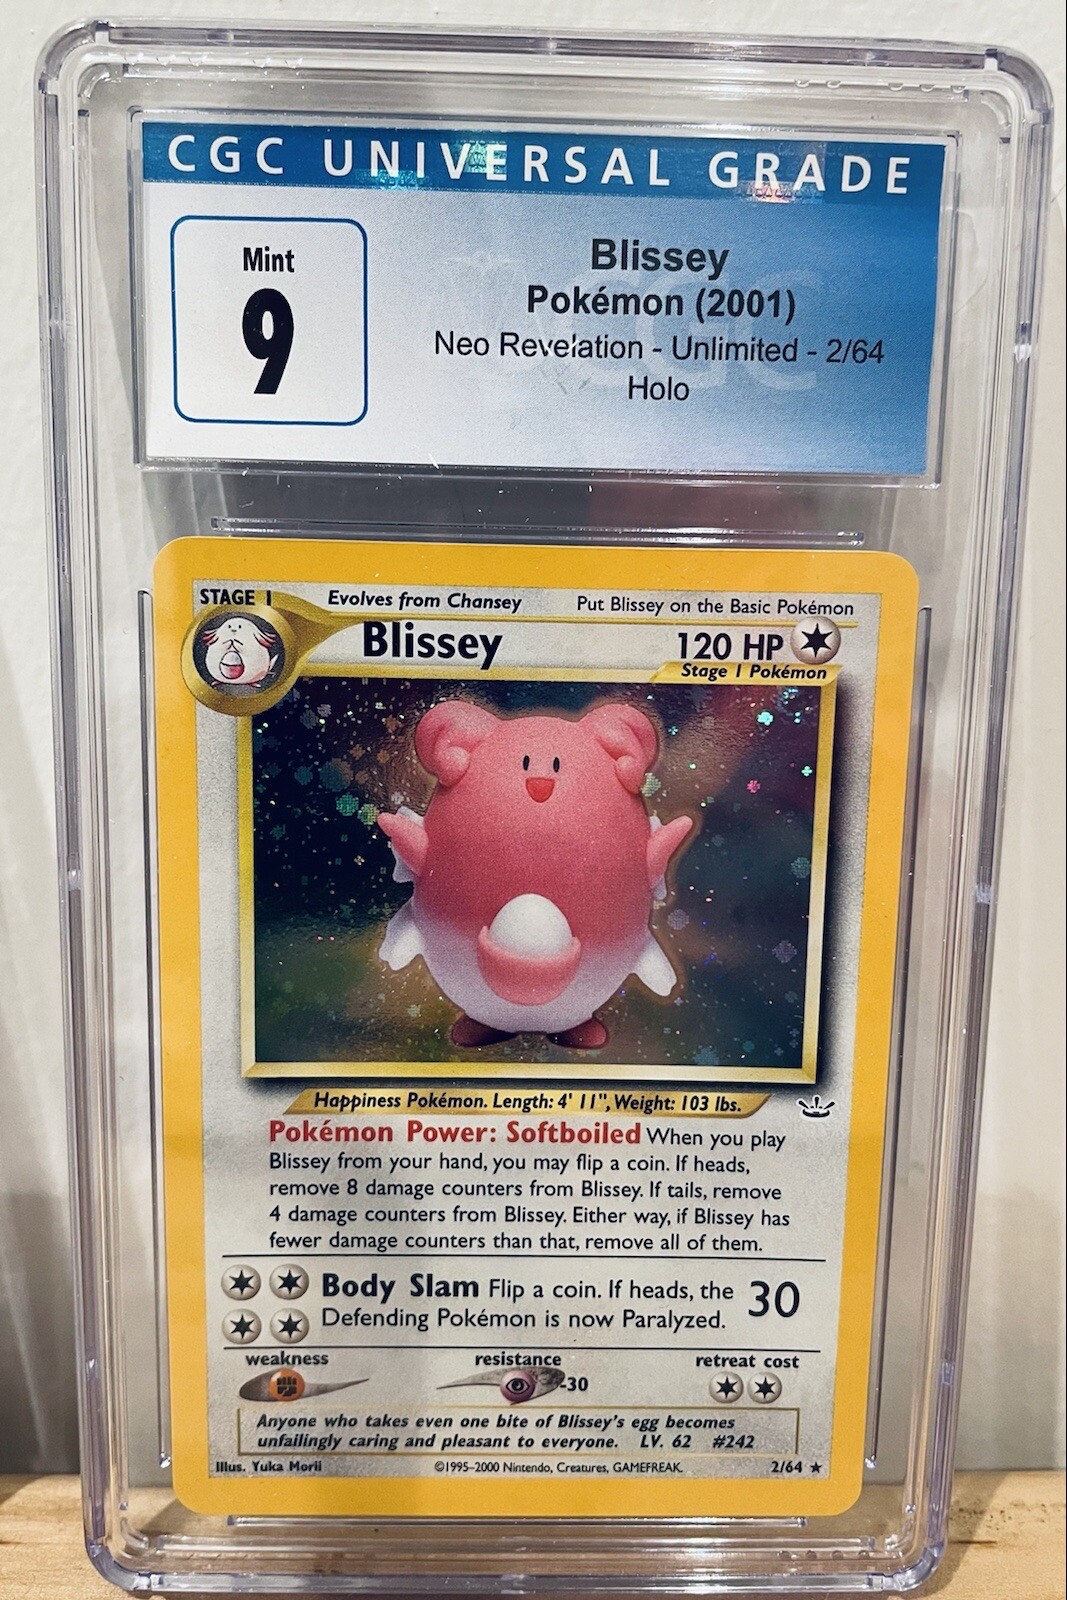 CGC UNIVERSAL GRADE
Mint
9
Blissey
Pokémon (2001)
Neo Revelation - Unlimited - 2/64
Holo
STAGE 1
Evolves from Chansey
Put Blissey on the Basic Pokémon
Blissey
120 HP
Stage 1 Pokémon
Happiness Pokémon. Length: 4' 11", Weight: 103 lbs.
Pokémon Power: Softboiled When you play
Blissey from your hand, you may flip a coin. If heads,
remove 8 damage counters from Blissey. If tails, remove
4 damage counters from Blissey. Either way, if Blissey has
fewer damage counters than that, remove all of them.
Body Slam Flip a coin. If heads, the
Defending Pokémon is now Paralyzed.
30
weakness
resistance
-30
retreat cost
Anyone who takes even one bite of Blissey's egg becomes
unfailingly caring and pleasant to everyone. LV. 62 #242
Illus. Yuka Morii
©1995–2000 Nintendo, Creatures, GAMEFREAK.
2/64 ★